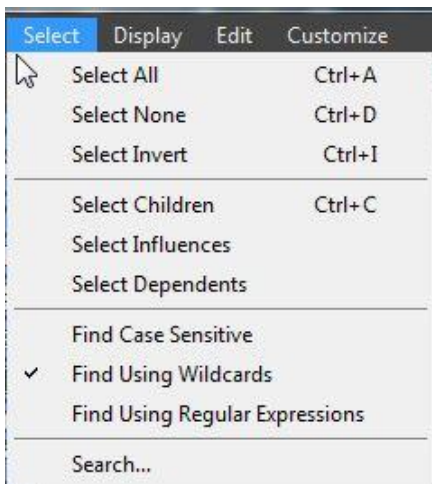 Select Display Edit Customize
Select All Ctrl+A
Select None Ctrl+D
Select Invert Ctrl+I
Select Children Ctrl+C
Select Influences
Select Dependents
Find Case Sensitive
Find Using Wildcards
Find Using Regular Expressions
Search...